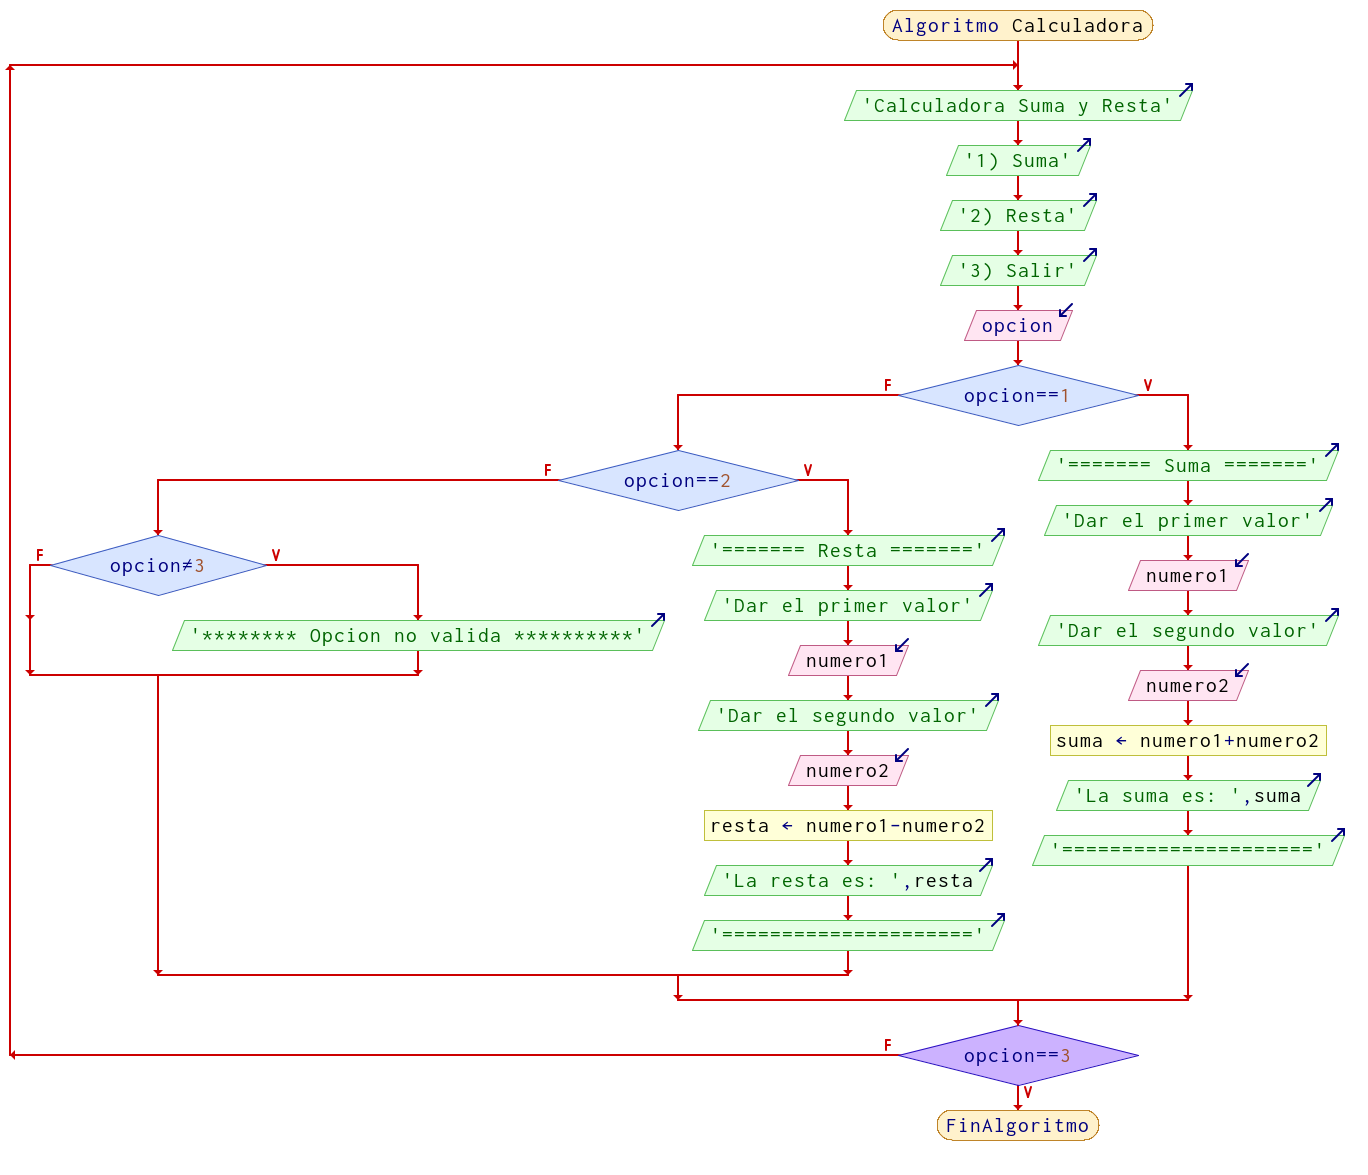 Algoritmo Calculadora
'Calculadora Suma y Resta'
'1) Suma'
'2) Resta'
'3) Salir'
opcion
opcion==1
F
V
'======= Suma ======='
'Dar el primer valor'
numero1
'Dar el segundo valor'
numero2
suma ← numero1+numero2
'La suma es: ',suma
'====================='
opcion==2
F
V
'======= Resta ======='
'Dar el primer valor'
numero1
'Dar el segundo valor'
numero2
resta ← numero1-numero2
'La resta es: ',resta
'====================='
opcion≠3
F
V
'******** Opcion no valida **********'
opcion==3
F
V
FinAlgoritmo